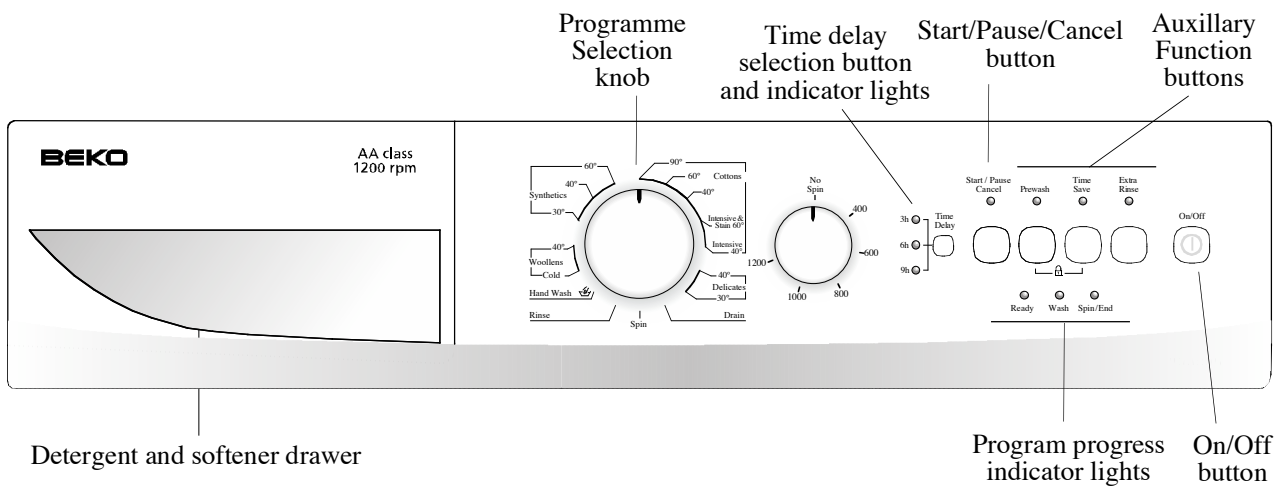 Programme
Selection
knob
Time delay
selection button
and indicator lights
Start/Pause/Cancel
button
Auxillary
Function
buttons
BEKO
AA class
1200 rpm
60°
40°
Synthetics
30°
40°
Woollens
Cold
Hand Wash
Rinse
Spin
90°
60°
Cottons
40°
Intensive &
Stain 60°
Intensive
40°
40°
Delicates
30°
Drain
No
Spin
400
600
800
1000
1200
3h
6h
9h
Time
Delay
Start / Pause
Cancel
Prewash
Time
Save
Extra
Rinse
On/Off
Ready Wash Spin/End
Detergent and softener drawer
Program progress
indicator lights
On/Off
button